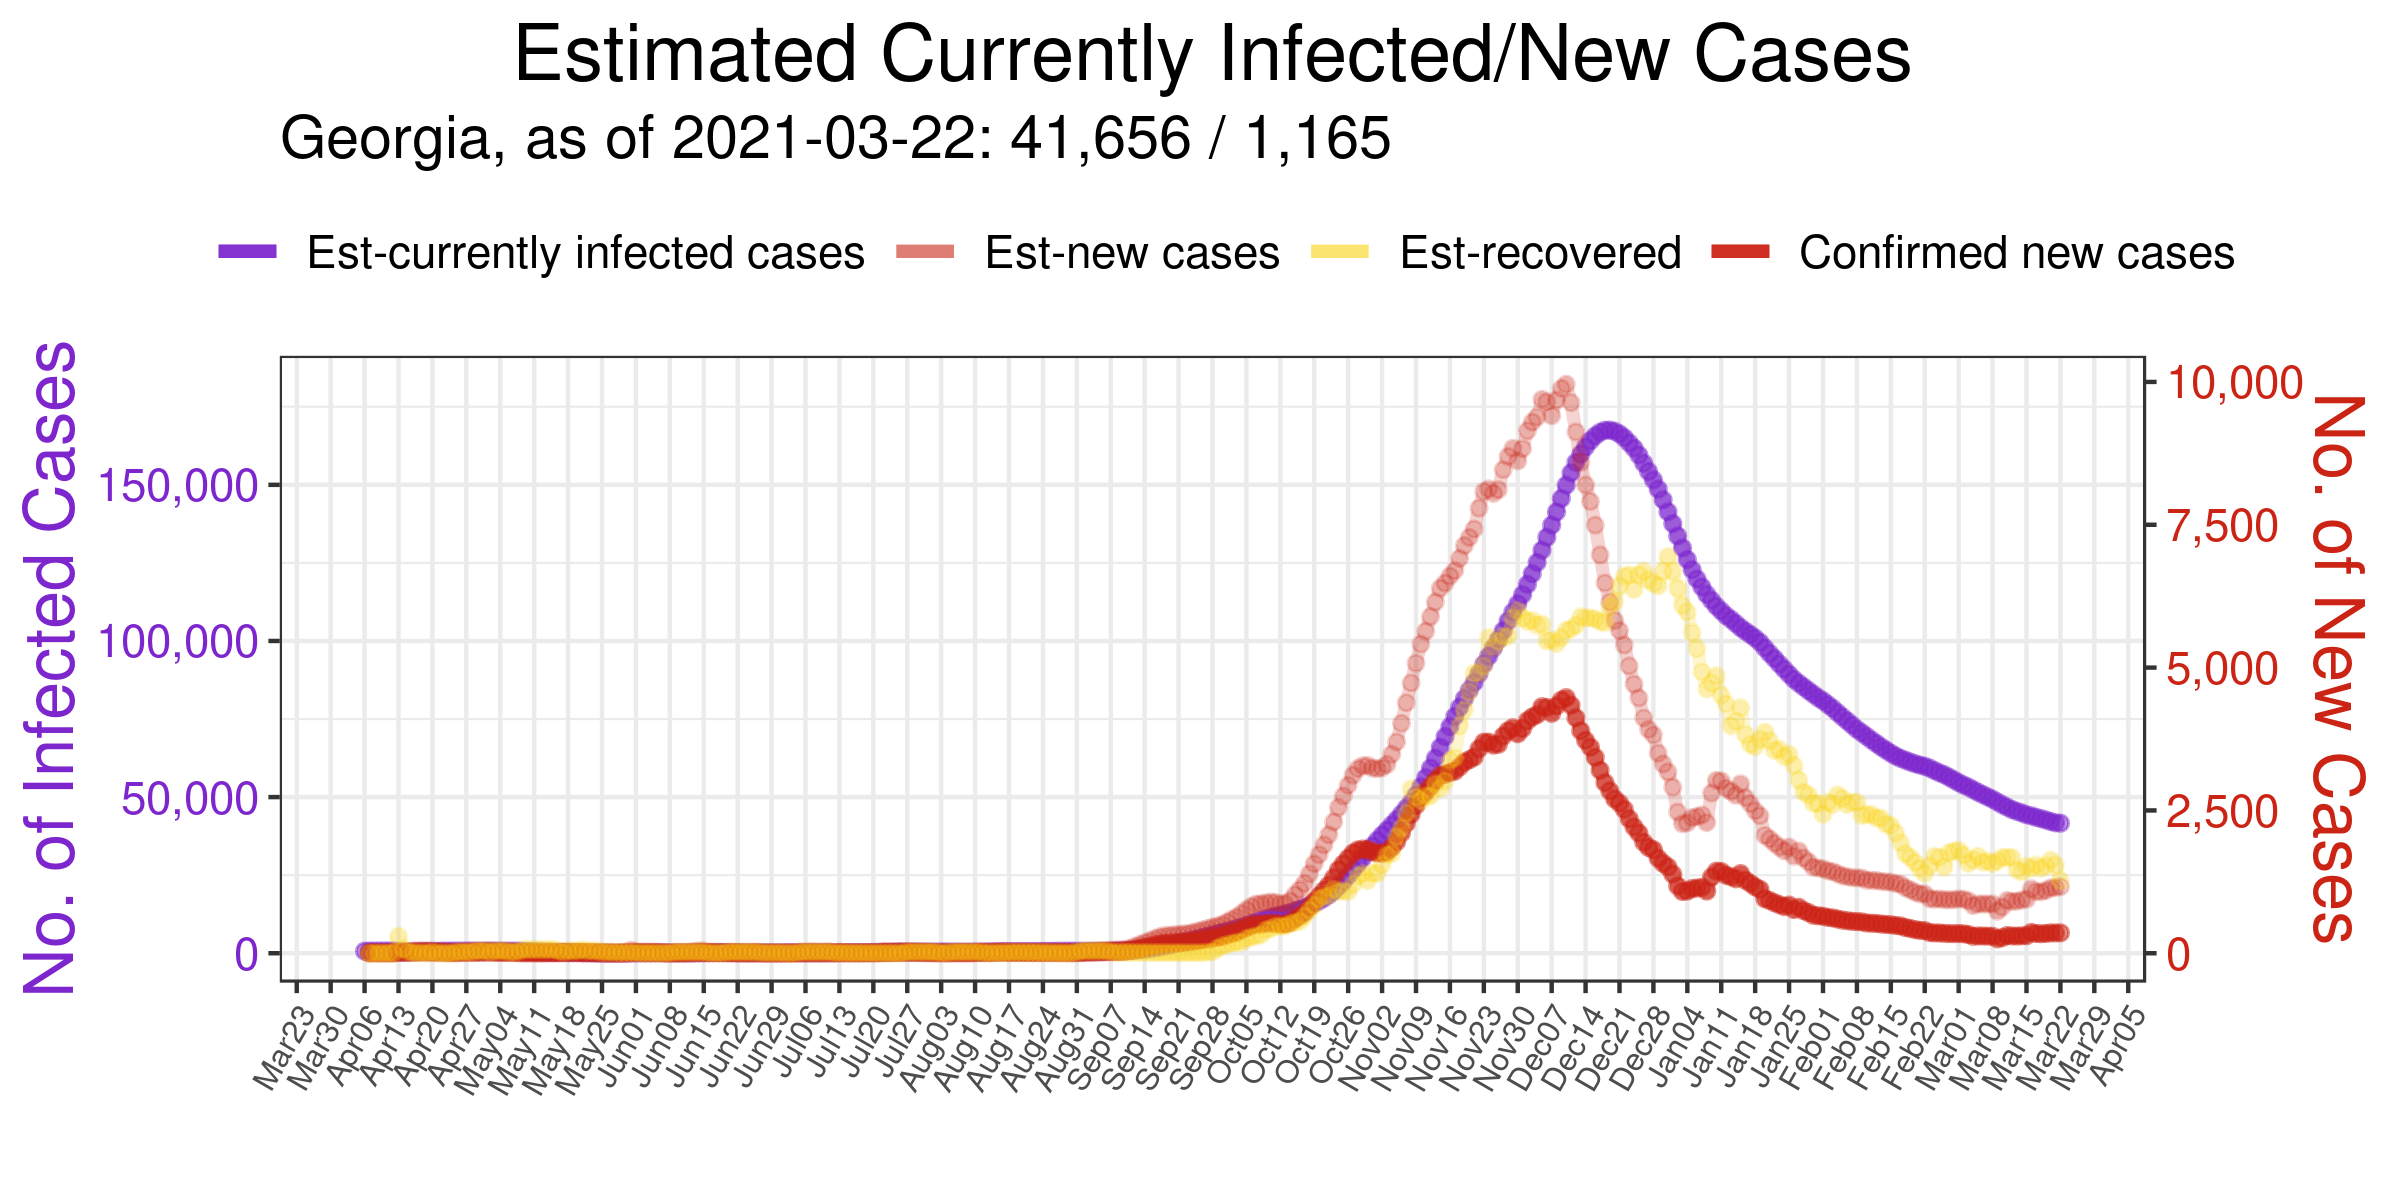 Estimated Currently Infected/New Cases
Georgia, as of 2021-03-22: 41,656 / 1,165
Est-currently infected cases Est-new cases Est-recovered Confirmed new cases
No. of Infected Cases
150,000
100,000
50,000
0
10,000
7,500
5,000
2,500
0
No. of New Cases
Mar23
Mar30
Apr06
Apr13
Apr20
Apr27
May04
May11
May18
May25
Jun01
Jun08
Jun15
Jun22
Jun29
Jul06
Jul13
Jul20
Jul27
Aug03
Aug10
Aug17
Aug24
Aug31
Sep07
Sep14
Sep21
Sep28
Oct05
Oct12
Oct19
Oct26
Nov02
Nov09
Nov16
Nov23
Nov30
Dec07
Dec14
Dec21
Dec28
Jan04
Jan11
Jan18
Jan25
Feb01
Feb08
Feb15
Feb22
Mar01
Mar08
Mar15
Mar22
Mar29
Apr05